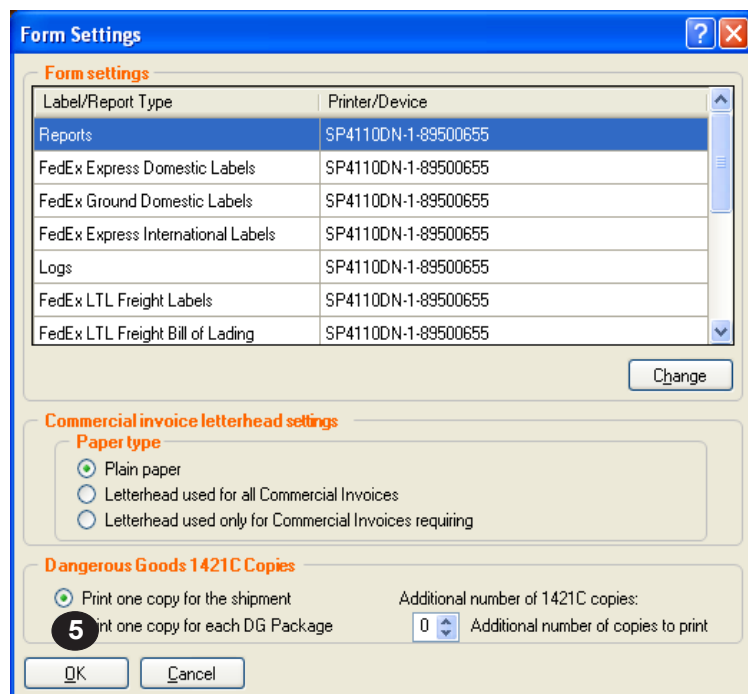 Form Settings
Form settings
Label/Report Type Printer/Device
Reports SP4110DN-1-89500655
FedEx Express Domestic Labels SP4110DN-1-89500655
FedEx Ground Domestic Labels SP4110DN-1-89500655
FedEx Express International Labels SP4110DN-1-89500655
Logs SP4110DN-1-89500655
FedEx LTL Freight Labels SP4110DN-1-89500655
FedEx LTL Freight Bill of Lading SP4110DN-1-89500655
Change
Commercial invoice letterhead settings
Paper type
Plain paper
Letterhead used for all Commercial Invoices
Letterhead used only for Commercial Invoices requiring
Dangerous Goods 1421C Copies
Print one copy for the shipment Additional number of 1421C copies:
5 int one copy for each DG Package 0 Additional number of copies to print
OK Cancel